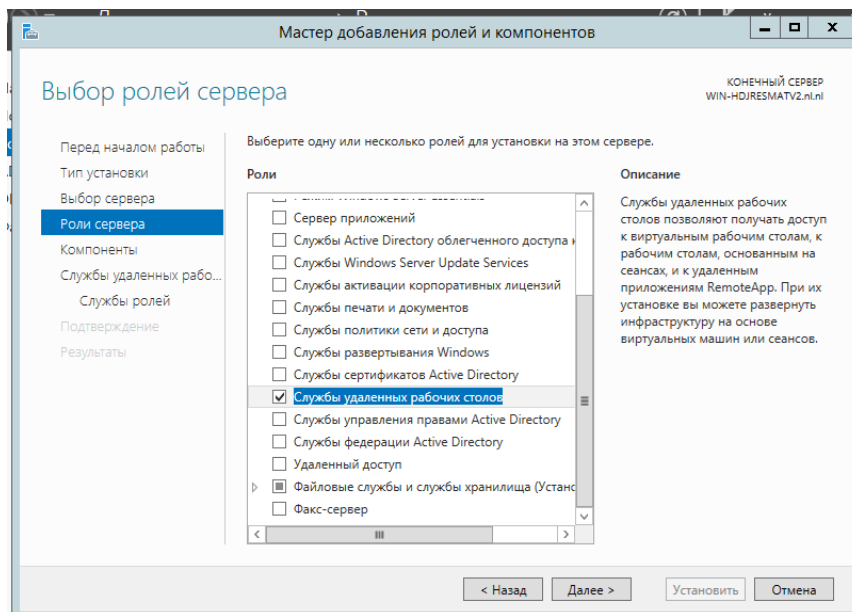 Мастер добавления ролей и компонентов
Выбор ролей сервера
КОНЕЧНЫЙ СЕРВЕР
WIN-HDJRESMATV2.nl.nl
Перед началом работы
Тип установки
Выбор сервера
Роли сервера
Компоненты
Службы удаленных рабо...
Службы ролей
Подтверждение
Результаты
Выберите одну или несколько ролей для установки на этом сервере.
Роли
Сервер приложений
Службы Active Directory облегченного доступа к
Службы Windows Server Update Services
Службы активации корпоративных лицензий
Службы печати и документов
Службы политики сети и доступа
Службы развертывания Windows
Службы сертификатов Active Directory
Службы удаленных рабочих столов
Службы управления правами Active Directory
Службы федерации Active Directory
Удаленный доступ
Файловые службы и службы хранилища (Устано
Факс-сервер
Описание
Службы удаленных рабочих
столов позволяют получать доступ
к виртуальным рабочим столам, к
рабочим столам, основанным на
сеансах, и к удаленным
приложениям RemoteApp. При их
установке вы можете развернуть
инфраструктуру на основе
виртуальных машин или сеансов.
< Назад
Далее >
Установить
Отмена